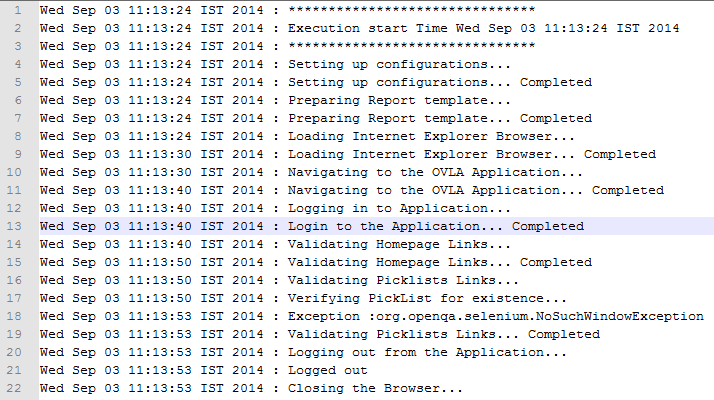 1 Wed Sep 03 11:13:24 IST 2014 : *******************************
2 Wed Sep 03 11:13:24 IST 2014 : Execution start Time Wed Sep 03 11:13:24 IST 2014
3 Wed Sep 03 11:13:24 IST 2014 : *******************************
4 Wed Sep 03 11:13:24 IST 2014 : Setting up configurations...
5 Wed Sep 03 11:13:24 IST 2014 : Setting up configurations... Completed
6 Wed Sep 03 11:13:24 IST 2014 : Preparing Report template...
7 Wed Sep 03 11:13:24 IST 2014 : Preparing Report template... Completed
8 Wed Sep 03 11:13:24 IST 2014 : Loading Internet Explorer Browser...
9 Wed Sep 03 11:13:30 IST 2014 : Loading Internet Explorer Browser... Completed
10 Wed Sep 03 11:13:30 IST 2014 : Navigating to the OVLA Application...
11 Wed Sep 03 11:13:40 IST 2014 : Navigating to the OVLA Application... Completed
12 Wed Sep 03 11:13:40 IST 2014 : Logging in to Application...
13 Wed Sep 03 11:13:40 IST 2014 : Login to the Application... Completed
14 Wed Sep 03 11:13:40 IST 2014 : Validating Homepage Links...
15 Wed Sep 03 11:13:50 IST 2014 : Validating Homepage Links... Completed
16 Wed Sep 03 11:13:50 IST 2014 : Validating Picklists Links...
17 Wed Sep 03 11:13:50 IST 2014 : Verifying PickList for existence...
18 Wed Sep 03 11:13:53 IST 2014 : Exception :org.openqa.selenium.NoSuchWindowException
19 Wed Sep 03 11:13:53 IST 2014 : Validating Picklists Links... Completed
20 Wed Sep 03 11:13:53 IST 2014 : Logging out from the Application...
21 Wed Sep 03 11:13:53 IST 2014 : Logged out
22 Wed Sep 03 11:13:53 IST 2014 : Closing the Browser...